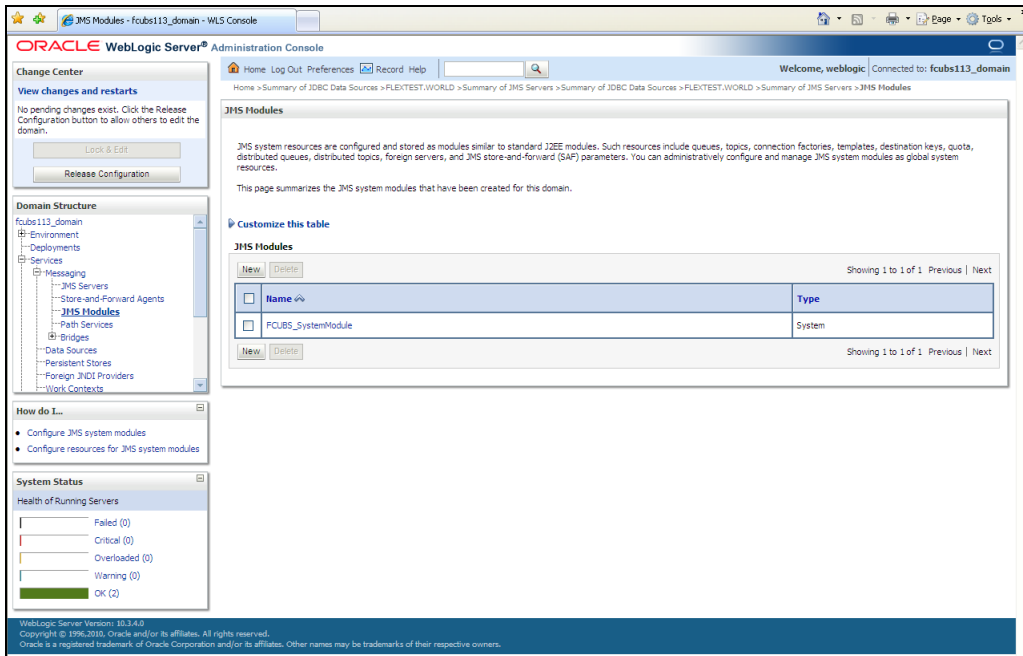 JMS Modules - fcubs113_domain - WLS Console
Page
Tools
ORACLE WebLogic Server® Administration Console
Change Center
View changes and restarts
No pending changes exist. Click the Release
Configuration button to allow others to edit the
domain.
Lock & Edit
Release Configuration
Domain Structure
fcubs113_domain
Environment
Deployments
Services
Messaging
JMS Servers
Store-and-Forward Agents
JMS Modules
Path Services
Bridges
Data Sources
Persistent Stores
Foreign JNDI Providers
Work Contexts
How do I...
Configure JMS system modules
Configure resources for JMS system modules
System Status
Health of Running Servers
Failed (0)
Critical (0)
Overloaded (0)
Warning (0)
OK (2)
Home Log Out Preferences Record Help
Welcome, weblogic Connected to: fcubs113_domain
Home >Summary of JDBC Data Sources >FLEXTEST.WORLD >Summary of JMS Servers >Summary of JDBC Data Sources >FLEXTEST.WORLD >Summary of JMS Servers >JMS Modules
JMS Modules
JMS system resources are configured and stored as modules similar to standard J2EE modules. Such resources include queues, topics, connection factories, templates, destination keys, quota,
distributed queues, distributed topics, foreign servers, and JMS store-and-forward (SAF) parameters. You can administratively configure and manage JMS system modules as global system
resources.
This page summarizes the JMS system modules that have been created for this domain.
Customize this table
JMS Modules
New Delete Showing 1 to 1 of 1 Previous | Next
Name Type
FCUBS_SystemModule System
New Delete Showing 1 to 1 of 1 Previous | Next
WebLogic Server Version: 10.3.4.0
Copyright © 1996,2010, Oracle and/or its affiliates. All rights reserved.
Oracle is a registered trademark of Oracle Corporation and/or its affiliates. Other names may be trademarks of their respective owners.